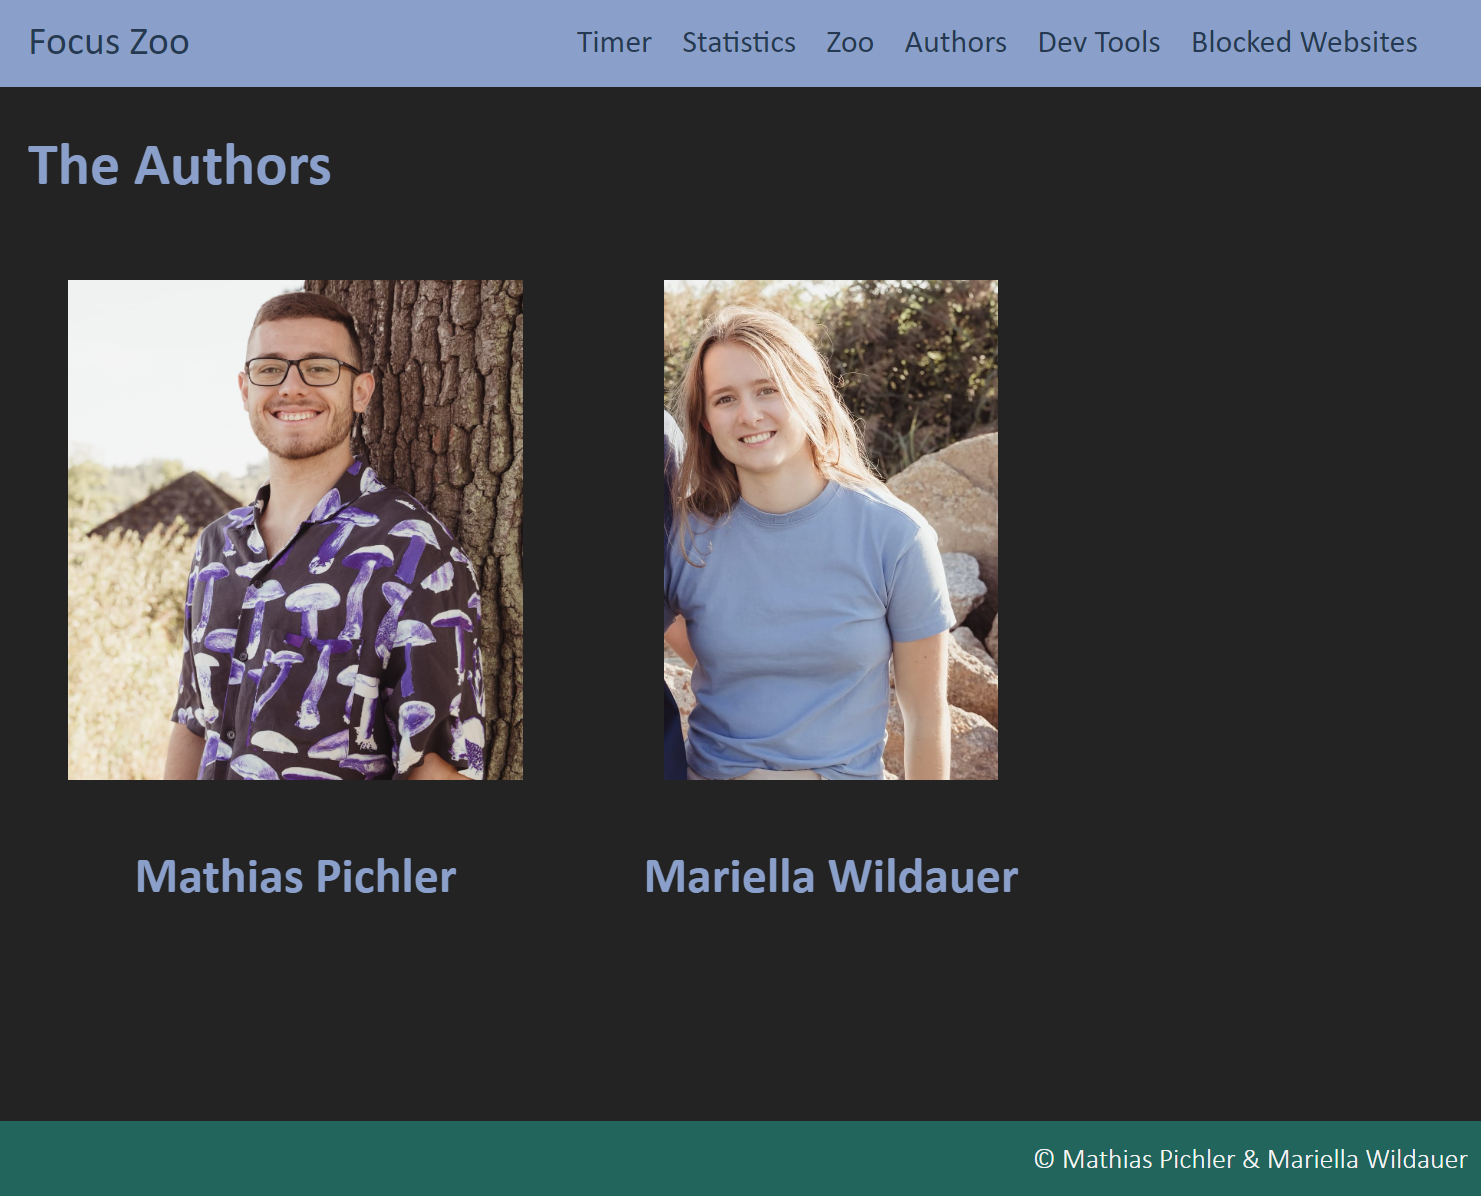 Focus Zoo
Timer Statistics Zoo Authors Dev Tools Blocked Websites
The Authors
Mathias Pichler
Mariella Wildauer
© Mathias Pichler & Mariella Wildauer